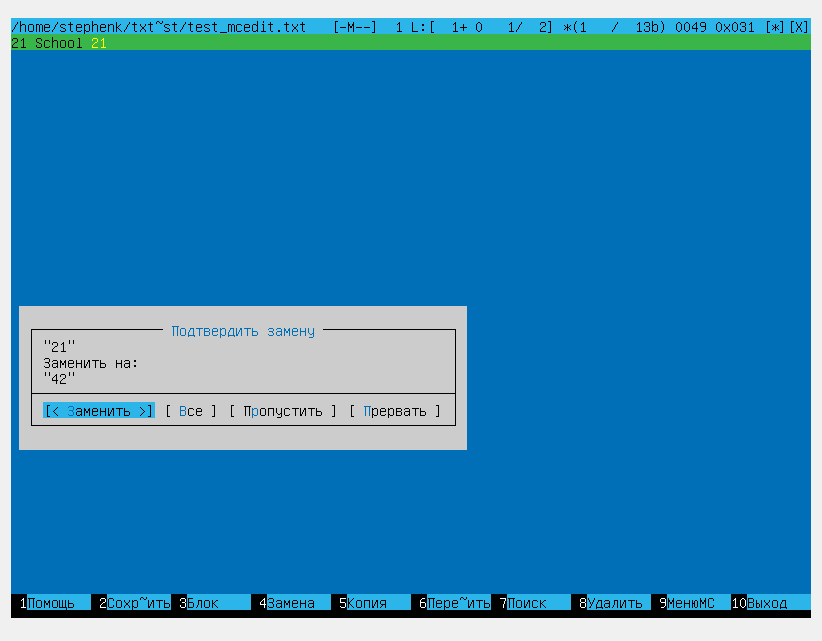 /home/stephenk/txt~st/test_mcedit.txt [-M--] 1 L:[ 1+ 0 1/ 2] *(1 / 13b) 0049 0x031 [*][X]
21 School 21
Подтвердить замену
"21"
Заменить на:
"42"
[< Заменить >] [ Все ] [ Пропустить ] [ Прервать ]
1Помощь 2Сохр~ить 3Блок 4Замена 5Копия 6Пере~ить 7Поиск 8Удалить 9МенюMC 10Выход